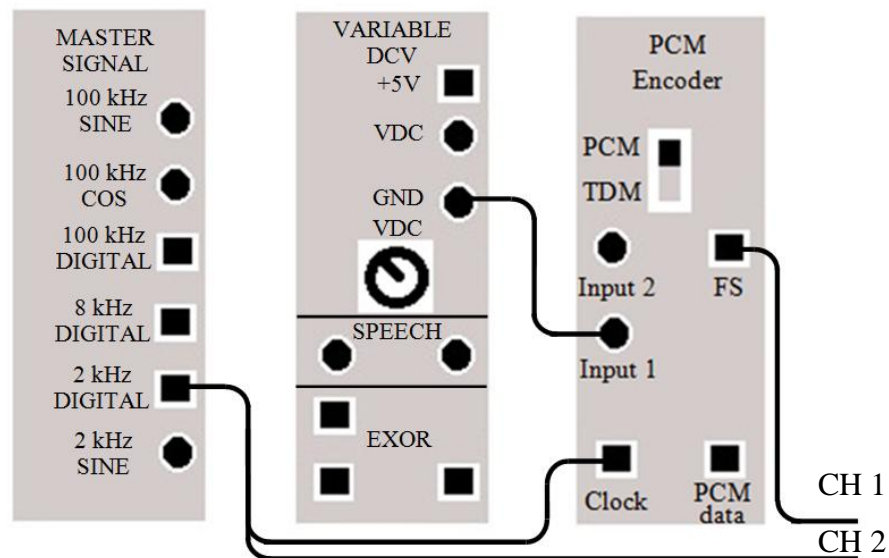 MASTER
SIGNAL
100 kHz
SINE
100 kHz
COS
100 kHz
DIGITAL
8 kHz
DIGITAL
2 kHz
DIGITAL
2 kHz
SINE
VARIABLE
DCV
+5V
VDC
GND
VDC
SPEECH
EXOR
PCM
Encoder
PCM
TDM
Input 2
FS
Input 1
Clock
PCM
data
CH 1
CH 2